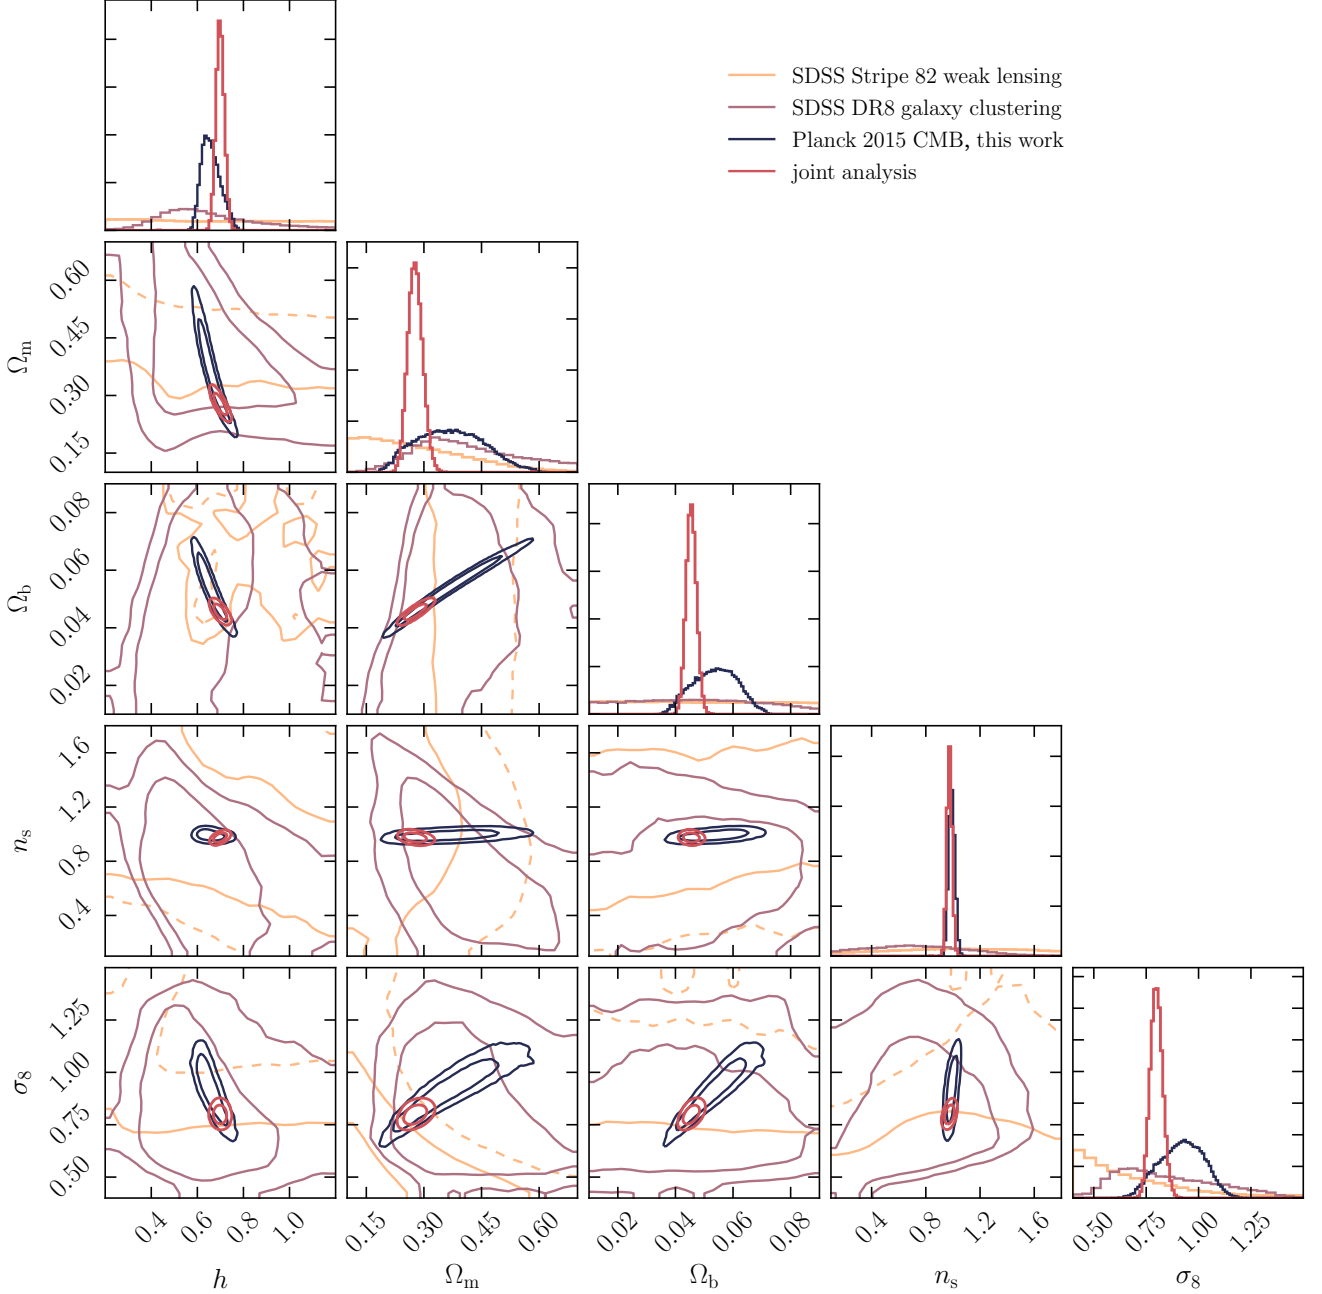 SDSS Stripe 82 weak lensing
SDSS DR8 galaxy clustering
Planck 2015 CMB, this work
joint analysis
Ωm
0.60
0.45
0.30
0.15
Ωb
0.08
0.06
0.04
0.02
ns
1.6
1.2
0.8
0.4
σ8
1.25
1.00
0.75
0.50
0.4 0.6 0.8 1.0
0.15 0.30 0.45 0.60
0.02 0.04 0.06 0.08
0.4 0.8 1.2 1.6
0.50 0.75 1.00 1.25
h Ωm Ωb ns σ8